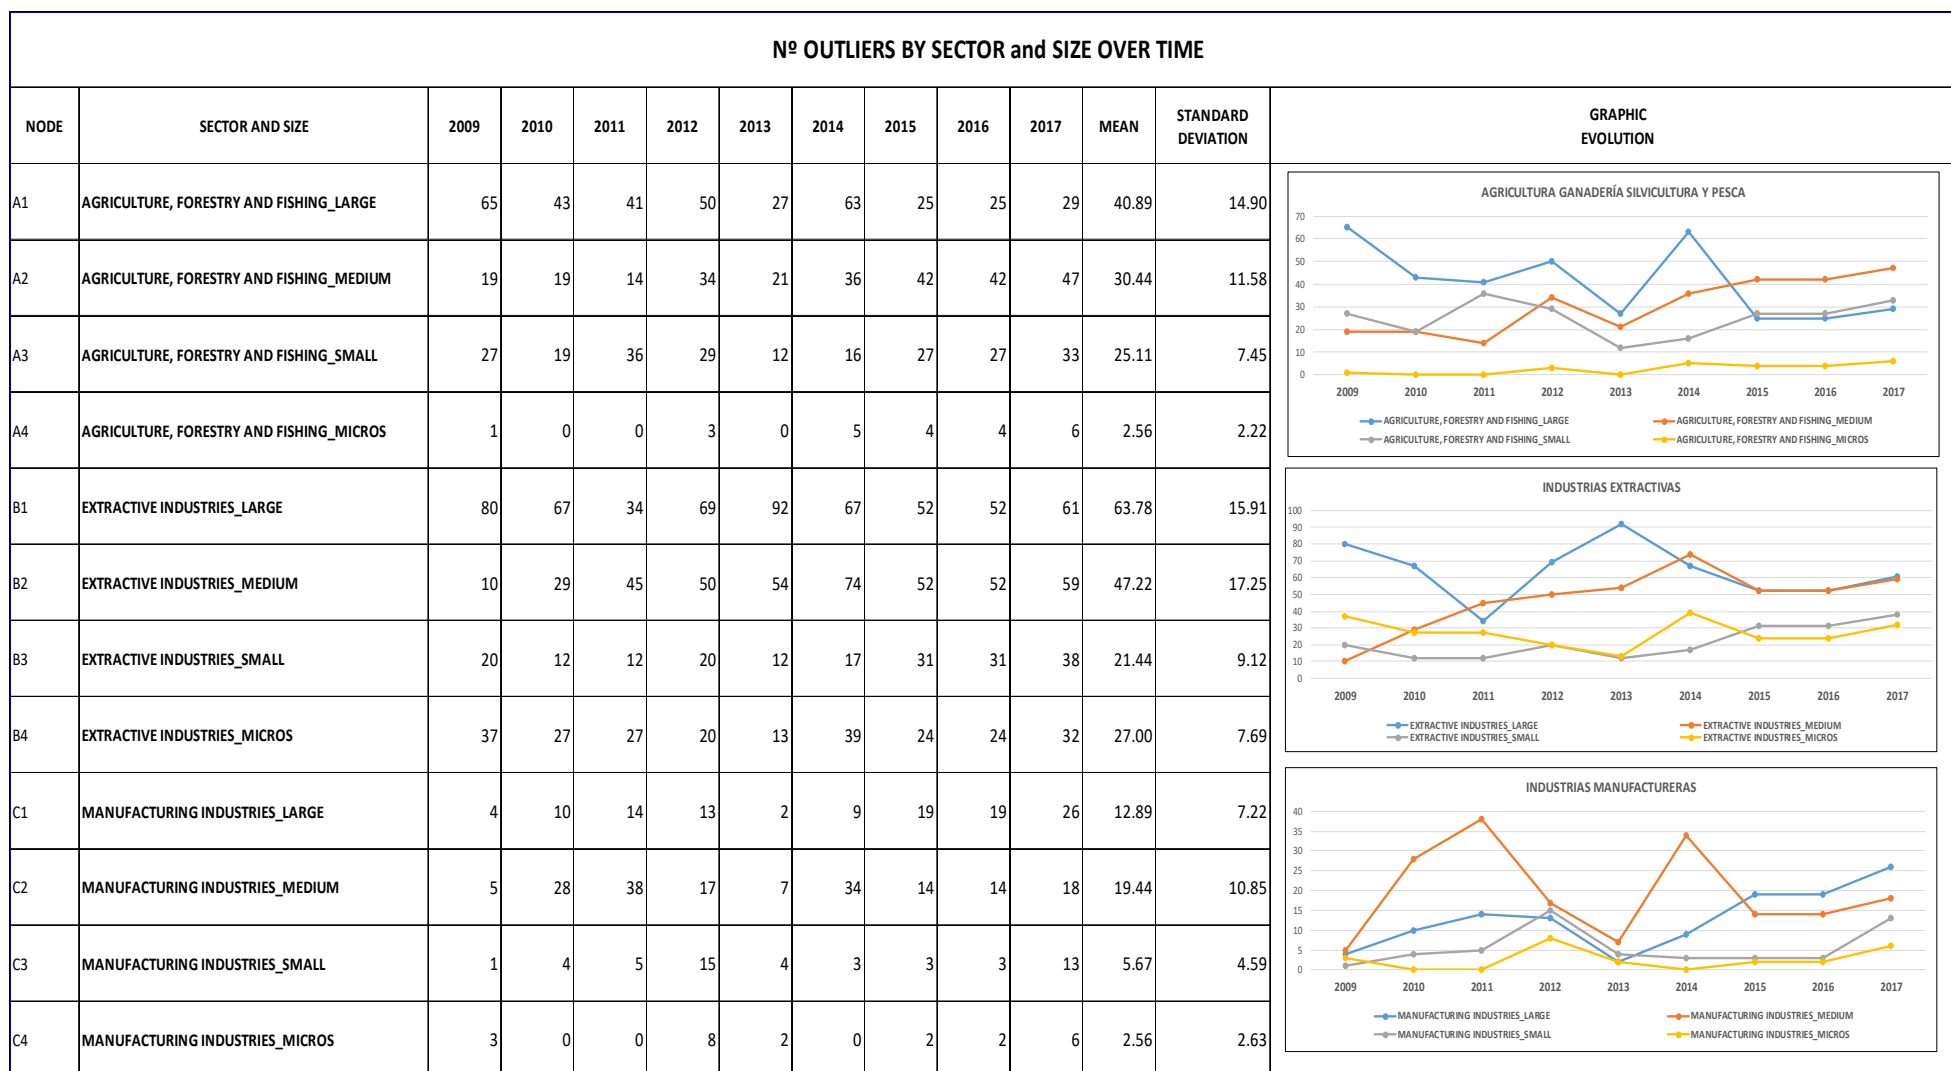 Nº OUTLIERS BY SECTOR and SIZE OVER TIME
NODE SECTOR AND SIZE 2009 2010 2011 2012 2013 2014 2015 2016 2017 MEAN STANDARD DEVIATION GRAPHIC EVOLUTION
A1 AGRICULTURE, FORESTRY AND FISHING_LARGE 65 43 41 50 27 63 25 25 29 40.89 14.90
A2 AGRICULTURE, FORESTRY AND FISHING_MEDIUM 19 19 14 34 21 36 42 42 47 30.44 11.58
A3 AGRICULTURE, FORESTRY AND FISHING_SMALL 27 19 36 29 12 16 27 27 33 25.11 7.45
A4 AGRICULTURE, FORESTRY AND FISHING_MICROS 1 0 0 3 0 5 4 4 6 2.56 2.22
B1 EXTRACTIVE INDUSTRIES_LARGE 80 67 34 69 92 67 52 52 61 63.78 15.91
B2 EXTRACTIVE INDUSTRIES_MEDIUM 10 29 45 50 54 74 52 52 59 47.22 17.25
B3 EXTRACTIVE INDUSTRIES_SMALL 20 12 12 20 12 17 31 31 38 21.44 9.12
B4 EXTRACTIVE INDUSTRIES_MICROS 37 27 27 20 13 39 24 24 32 27.00 7.69
C1 MANUFACTURING INDUSTRIES_LARGE 4 10 14 13 2 9 19 19 26 12.89 7.22
C2 MANUFACTURING INDUSTRIES_MEDIUM 5 28 38 17 7 34 14 14 18 19.44 10.85
C3 MANUFACTURING INDUSTRIES_SMALL 1 4 5 15 4 3 3 3 13 5.67 4.59
C4 MANUFACTURING INDUSTRIES_MICROS 3 0 0 8 2 0 2 2 6 2.56 2.63
AGRICULTURA GANADERÍA SILVICULTURA Y PESCA
70
60
50
40
30
20
10
0
2009 2010 2011 2012 2013 2014 2015 2016 2017
AGRICULTURE, FORESTRY AND FISHING_LARGE AGRICULTURE, FORESTRY AND FISHING_MEDIUM
AGRICULTURE, FORESTRY AND FISHING_SMALL AGRICULTURE, FORESTRY AND FISHING_MICROS
INDUSTRIAS EXTRACTIVAS
100
90
80
70
60
50
40
30
20
10
0
2009 2010 2011 2012 2013 2014 2015 2016 2017
EXTRACTIVE INDUSTRIES_LARGE EXTRACTIVE INDUSTRIES_MEDIUM
EXTRACTIVE INDUSTRIES_SMALL EXTRACTIVE INDUSTRIES_MICROS
INDUSTRIAS MANUFACTURERAS
40
35
30
25
20
15
10
5
0
2009 2010 2011 2012 2013 2014 2015 2016 2017
MANUFACTURING INDUSTRIES_LARGE MANUFACTURING INDUSTRIES_MEDIUM
MANUFACTURING INDUSTRIES_SMALL MANUFACTURING INDUSTRIES_MICROS